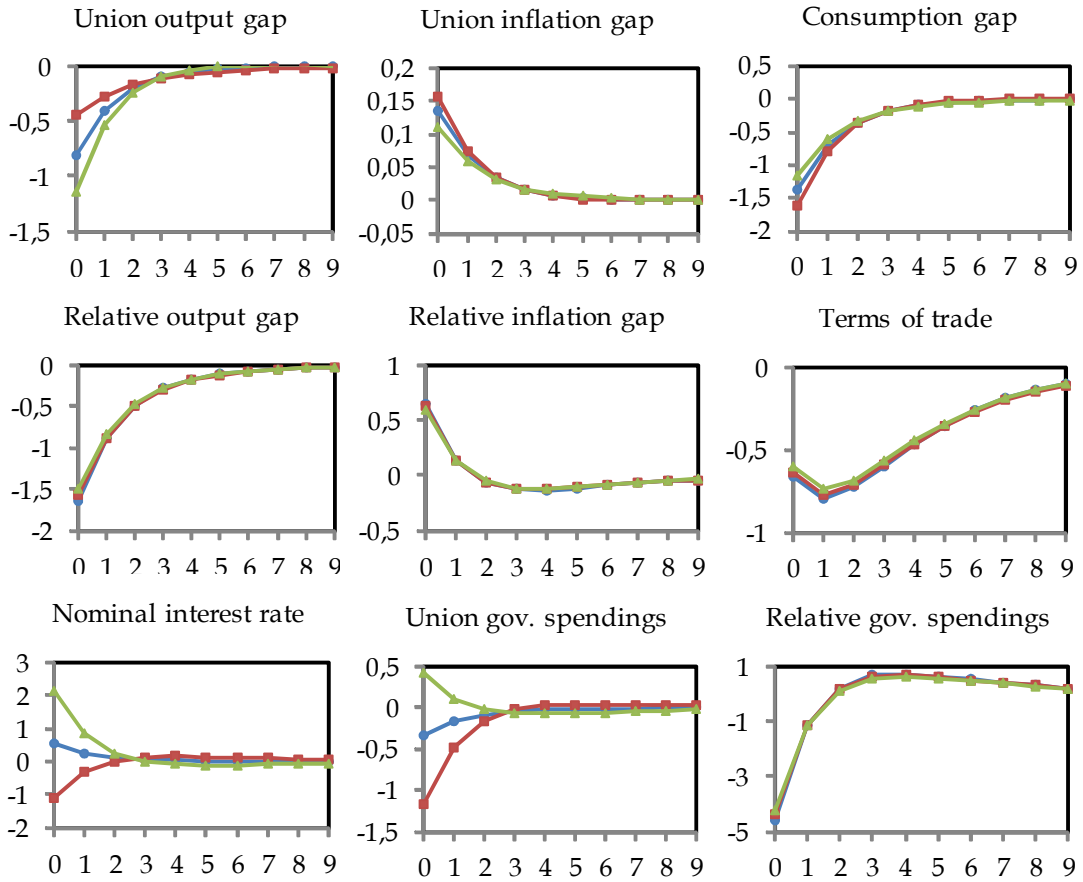 Union output gap
Union inflation gap
Consumption gap
0
-0,5
-1
-1,5
0 1 2 3 4 5 6 7 8 9
0,2
0,15
0,1
0,05
0
-0,05
0 1 2 3 4 5 6 7 8 9
0,5
0
-0,5
-1
-1,5
-2
0 1 2 3 4 5 6 7 8 9
Relative output gap
Relative inflation gap
Terms of trade
0
-0,5
-1
-1,5
-2
0 1 2 3 4 5 6 7 8 9
1
0,5
0
-0,5
0 1 2 3 4 5 6 7 8 9
0
-0,5
-1
0 1 2 3 4 5 6 7 8 9
Nominal interest rate
Union gov. spendings
Relative gov. spendings
3
2
1
0
-1
-2
0 1 2 3 4 5 6 7 8 9
0,5
0
-0,5
-1
-1,5
0 1 2 3 4 5 6 7 8 9
1
-1
-3
-5
0 1 2 3 4 5 6 7 8 9